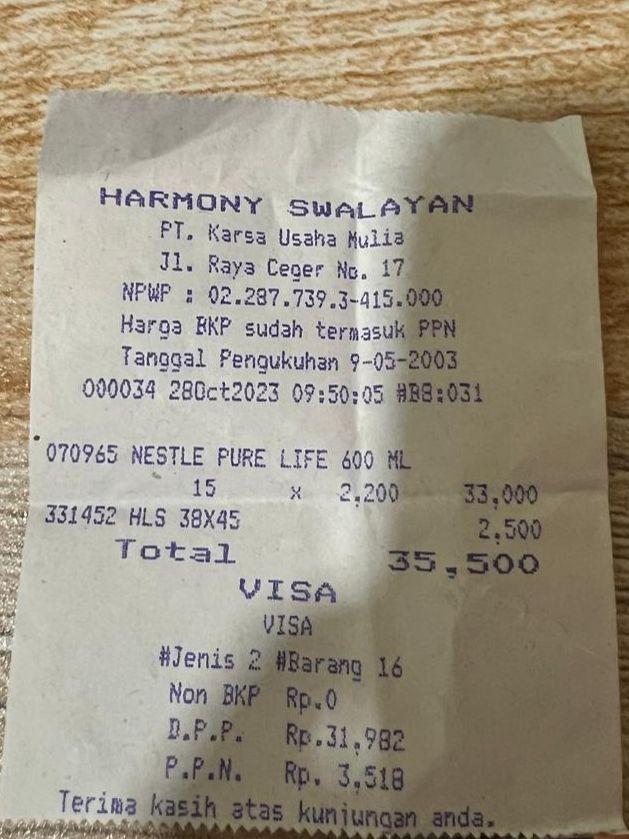 HARMONY SWALAYAN
PT. Karsa Usaha Mulia
Jl. Raya Ceger No. 17
NPWP : 02.287.739.3-415.000
Harga BKP sudah termasuk PPN
Tanggal Pengukuhan 9-05-2003
000034 28Oct2023 09:50:05 #B8:031
070965 NESTLE PURE LIFE 600 ML
15 x 2,200 33,000
331452 HLS 38X45 2,500
Total 35,500
VISA
VISA
#Jenis 2 #Barang 16
Non BKP Rp.0
D.P.P. Rp.31,982
P.P.N. Rp. 3,518
Terima kasih atas kunjungan anda.